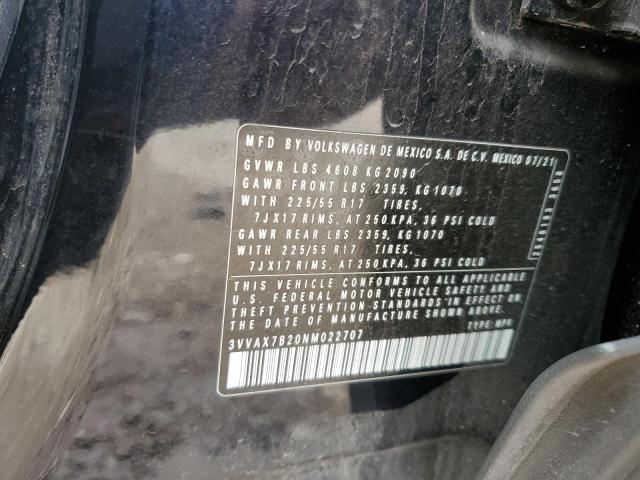 MFD BY VOLKSWAGEN DE MEXICO S.A. DE C.V. MEXICO 07/21
GVWR LBS 4608 KG 2090
GAWR FRONT LBS 2359, KG 1070
WITH 225/55 R17 TIRES,
7JX17 RIMS, AT 250 KPA, 36 PSI COLD
GAWR REAR LBS 2359, KG 1070
WITH 225/55 R17 TIRES,
7JX17 RIMS, AT 250 KPA, 36 PSI COLD
THIS VEHICLE CONFORMS TO ALL APPLICABLE
U.S. FEDERAL MOTOR VEHICLE SAFETY AND
THEFT PREVENTION STANDARDS IN EFFECT ON
THE DATE OF MANUFACTURE SHOWN ABOVE.
3VVAX7B20NM022707 TYPE: MPV